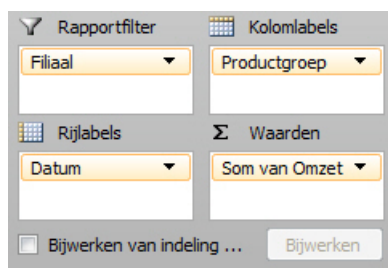 Rapportfilter
Kolomlabels
Filiaal
Productgroep
Rijlabels
Σ Waarden
Datum
Som van Omzet
Bijwerken van indeling ...
Bijwerken